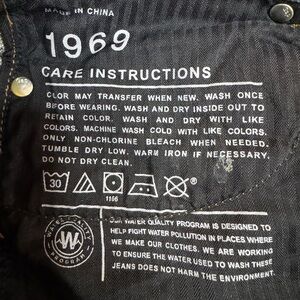 MADE IN CHINA
1969
CARE INSTRUCTIONS
COLOR MAY TRANSFER WHEN NEW. WASH ONCE
BEFORE WEARING. WASH AND DRY INSIDE OUT TO
RETAIN COLOR. WASH AND DRY WITH LIKE
COLORS. MACHINE WASH COLD WITH LIKE COLORS.
ONLY NON-CHLORINE BLEACH WHEN NEEDED.
TUMBLE DRY LOW. WARM IRON IF NECESSARY.
DO NOT DRY CLEAN.
30
WATER QUALITY
W
PROGRAM
OUR WATER QUALITY PROGRAM IS DESIGNED TO
HELP FIGHT WATER POLLUTION IN PLACES WHERE
WE MAKE OUR CLOTHES. WE ARE WORKING
TO ENSURE THE WATER USED TO WASH THESE
JEANS DOES NOT HARM THE ENVIRONMENT.